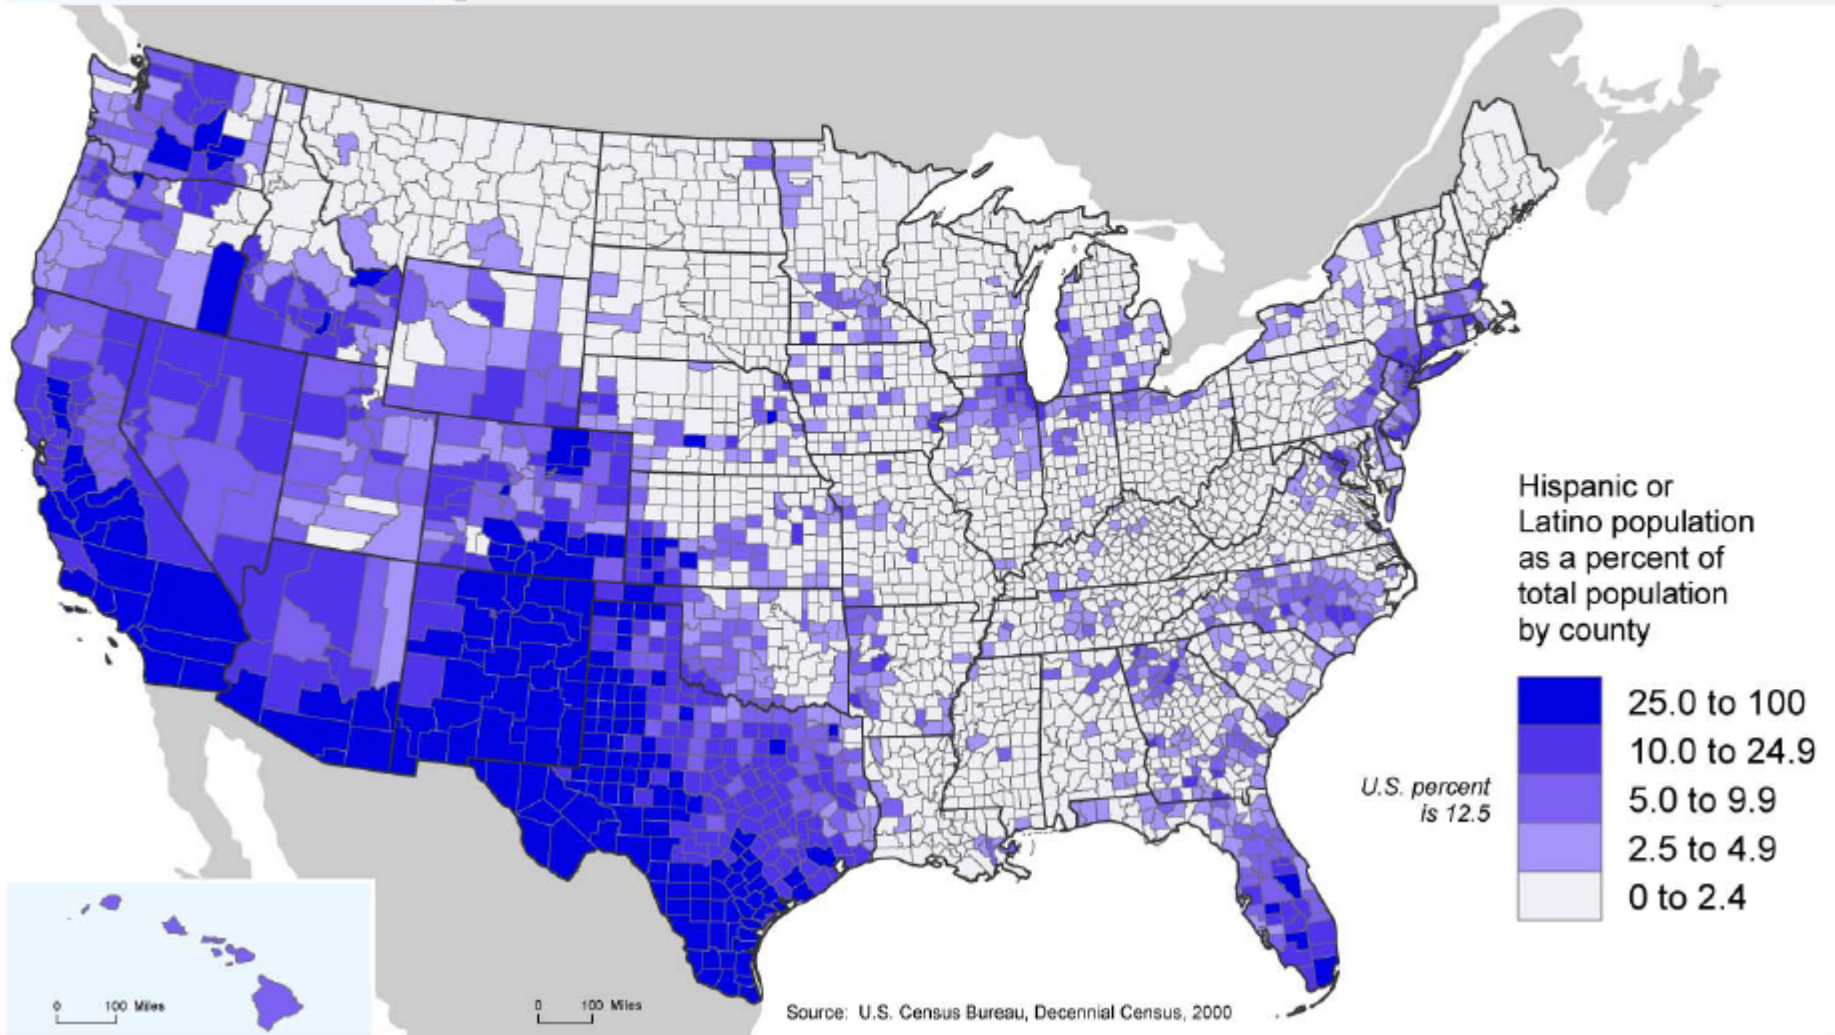 Hispanic or
Latino population
as a percent of
total population
by county
25.0 to 100
10.0 to 24.9
5.0 to 9.9
2.5 to 4.9
0 to 2.4
U.S. percent
is 12.5
0 100 Miles
0 100 Miles
Source: U.S. Census Bureau, Decennial Census, 2000